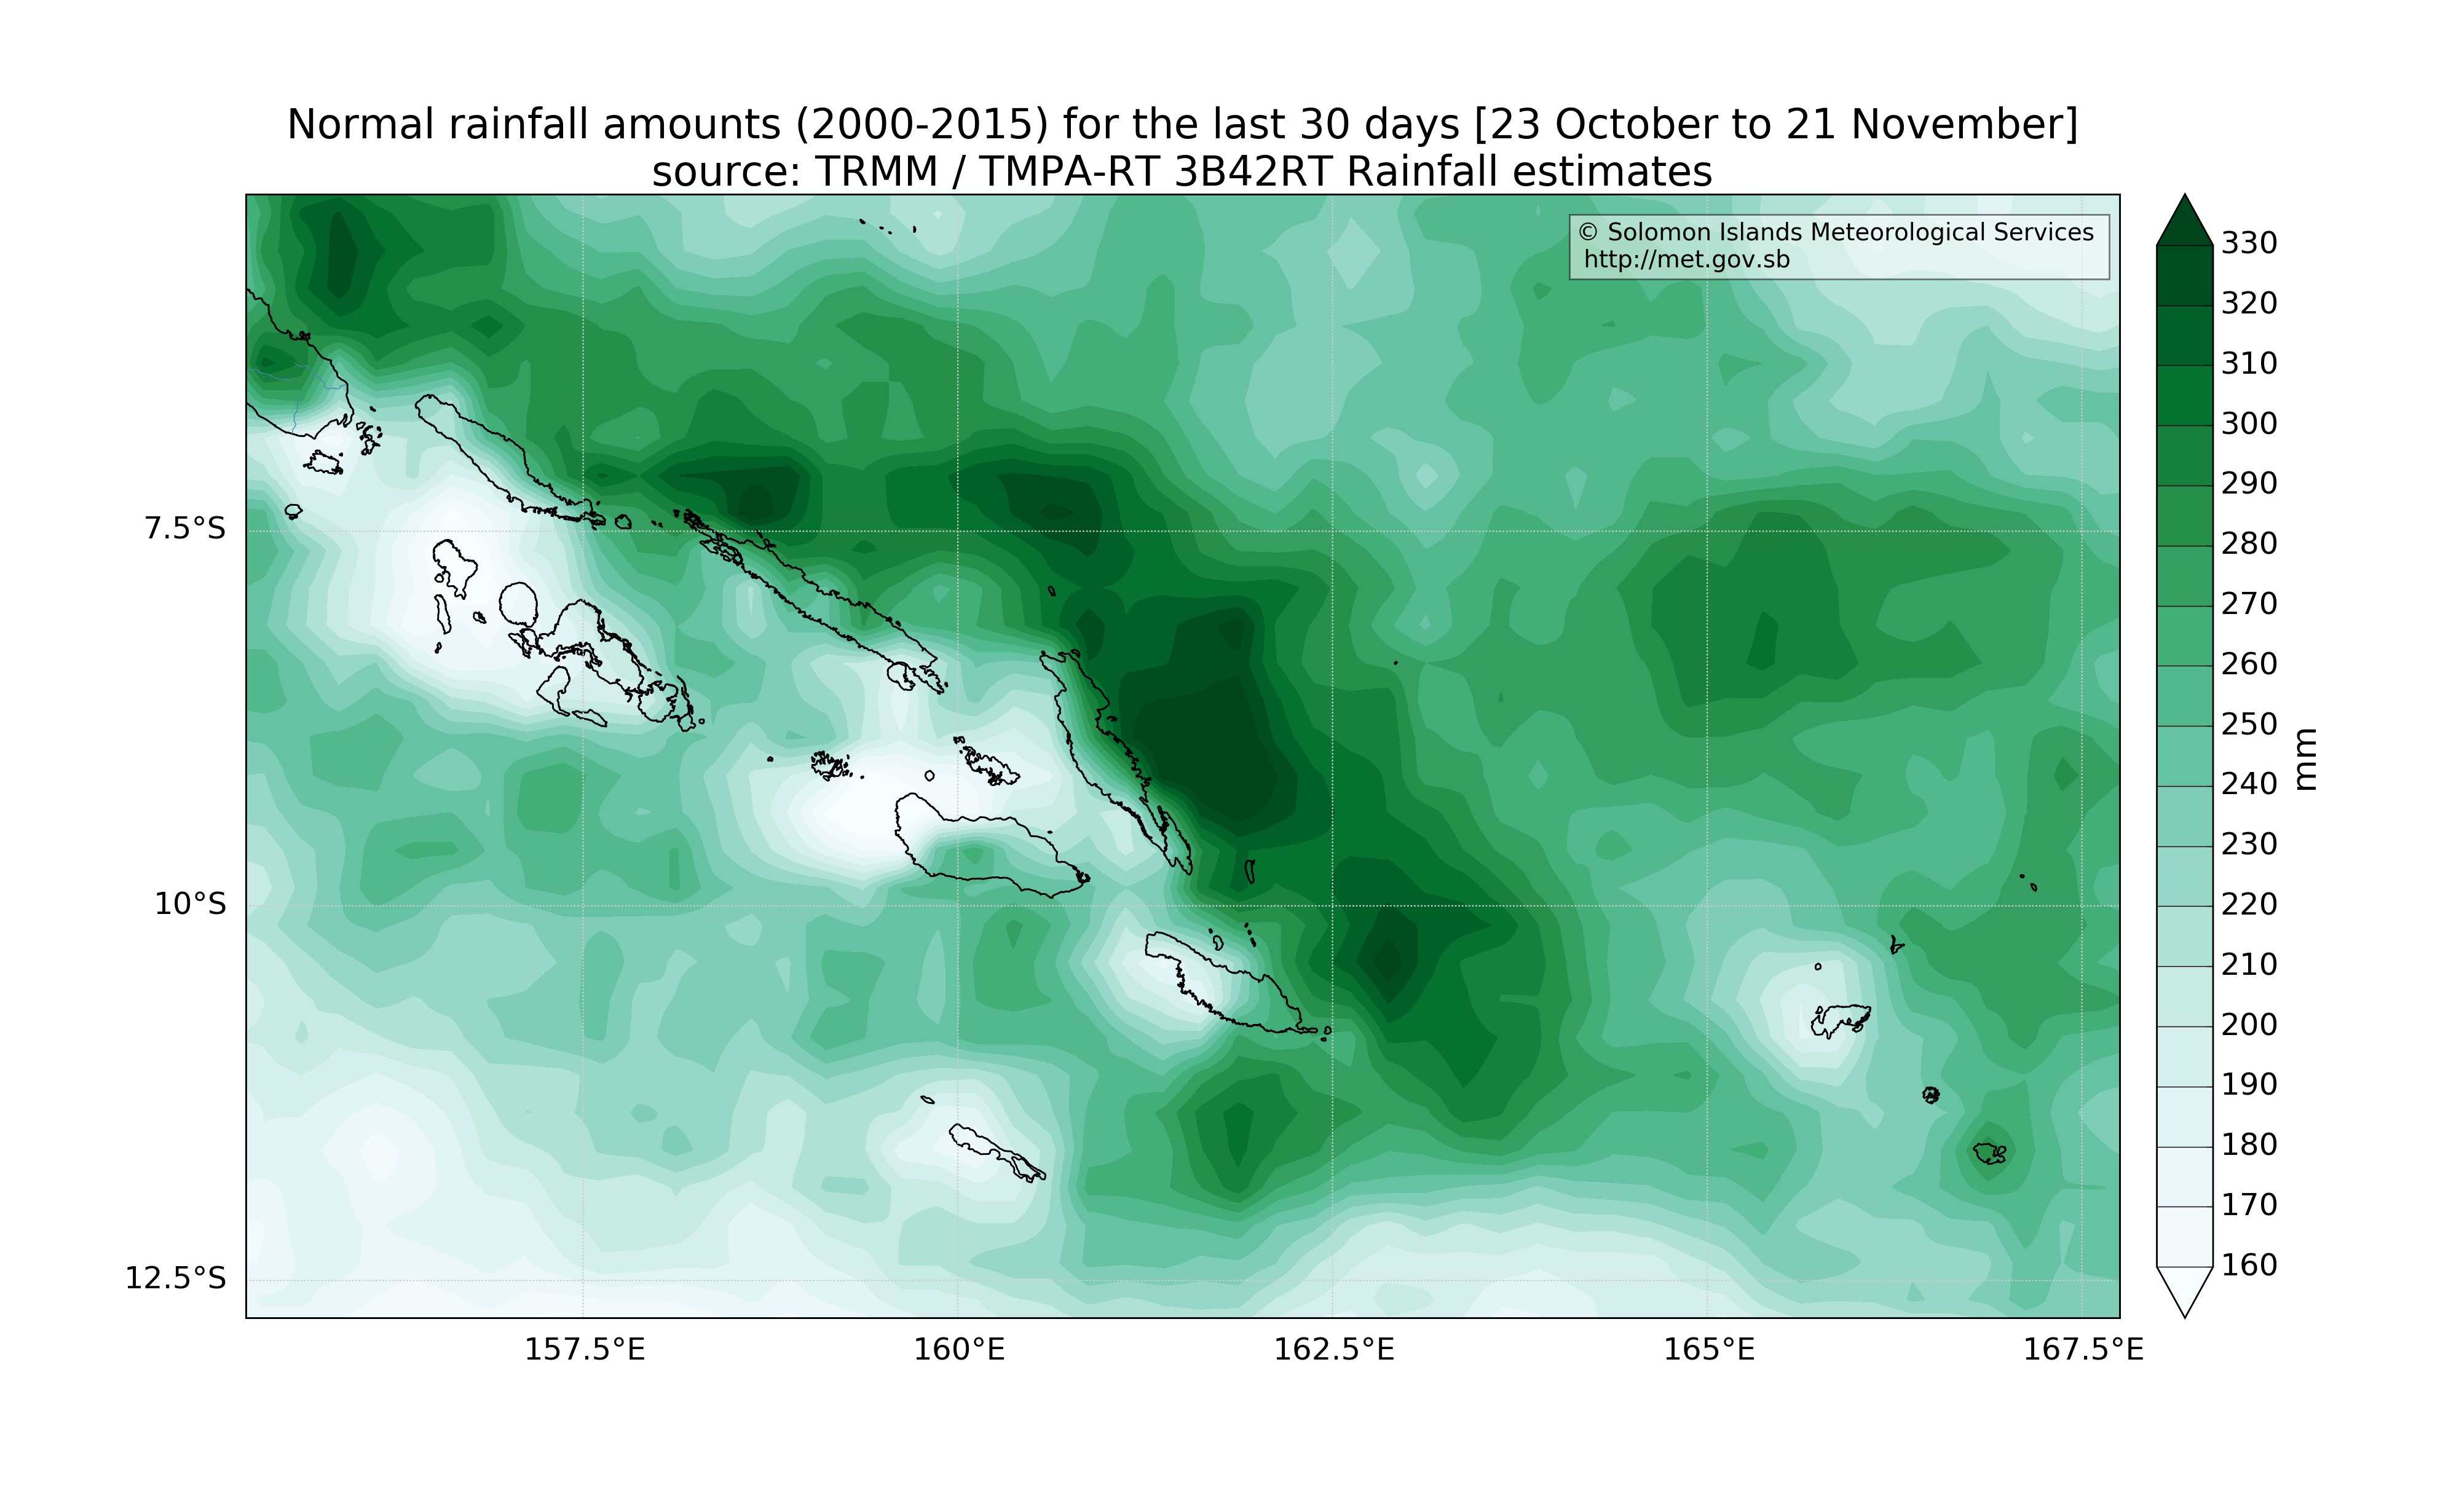 Normal rainfall amounts (2000-2015) for the last 30 days [23 October to 21 November]
source: TRMM / TMPA-RT 3B42RT Rainfall estimates
© Solomon Islands Meteorological Services
http://met.gov.sb
7.5°S
10°S
12.5°S
157.5°E
160°E
162.5°E
165°E
167.5°E
330
320
310
300
290
280
270
260
250
240
230
220
210
200
190
180
170
160
mm